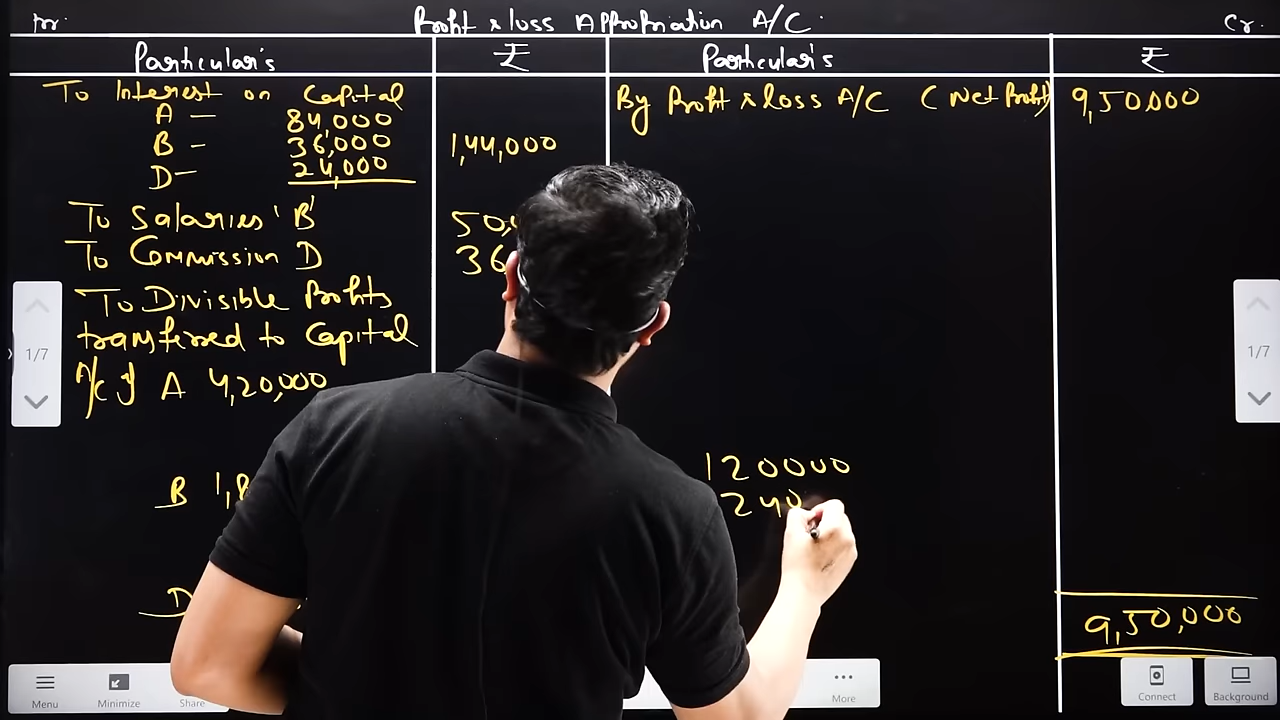 Dr. Profit & loss Appropriation A/C. Cr.
Particular's ₹ Particular's ₹
To Interest on Capital By Profit & loss A/C (Net Profit) 9,50,000
A – 84,000
B – 36,000 1,44,000
D – 24,000
To Salaries 'B'
To Commission D
To Divisible Profits
transferred to Capital
1/7 1/7
A/C of A 4,20,000
120000
B
D
9,50,000
Menu Minimize Share More Connect Background